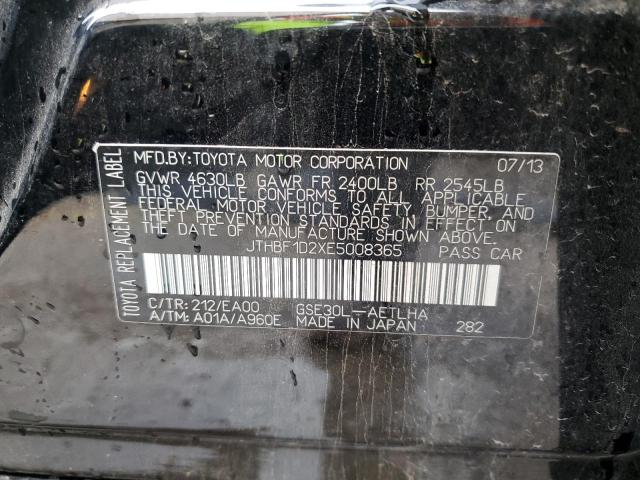 TOYOTA REPLACEMENT LABEL
MFD.BY:TOYOTA MOTOR CORPORATION 07/13
GVWR 4630LB GAWR FR 2400LB RR 2545LB
THIS VEHICLE CONFORMS TO ALL APPLICABLE
FEDERAL MOTOR VEHICLE SAFETY, BUMPER, AND
THEFT PREVENTION STANDARDS IN EFFECT ON
THE DATE OF MANUFACTURE SHOWN ABOVE.
JTHBF1D2XE5008365 PASS CAR
C/TR: 212/EA00 GSE30L-AETLHA
A/TM: A01A/A960E MADE IN JAPAN 282